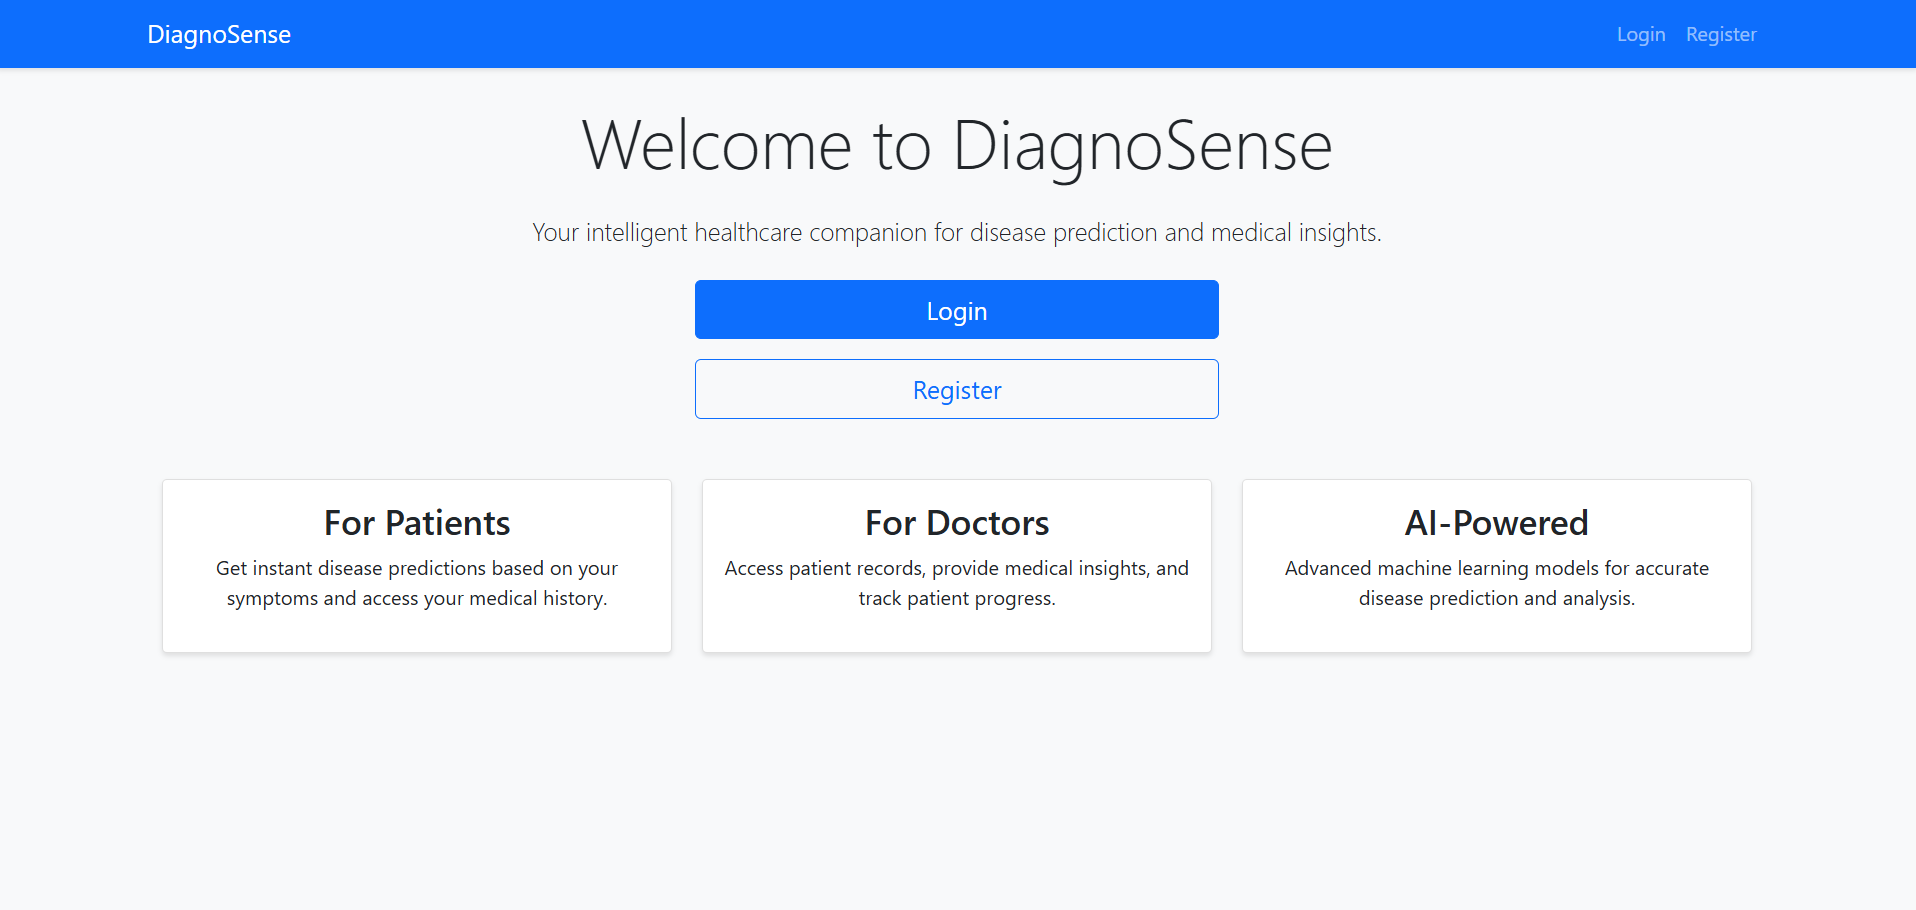 DiagnoSense
Login
Register
Welcome to DiagnoSense
Your intelligent healthcare companion for disease prediction and medical insights.
Login
Register
For Patients
Get instant disease predictions based on your
symptoms and access your medical history.
For Doctors
Access patient records, provide medical insights, and
track patient progress.
AI-Powered
Advanced machine learning models for accurate
disease prediction and analysis.